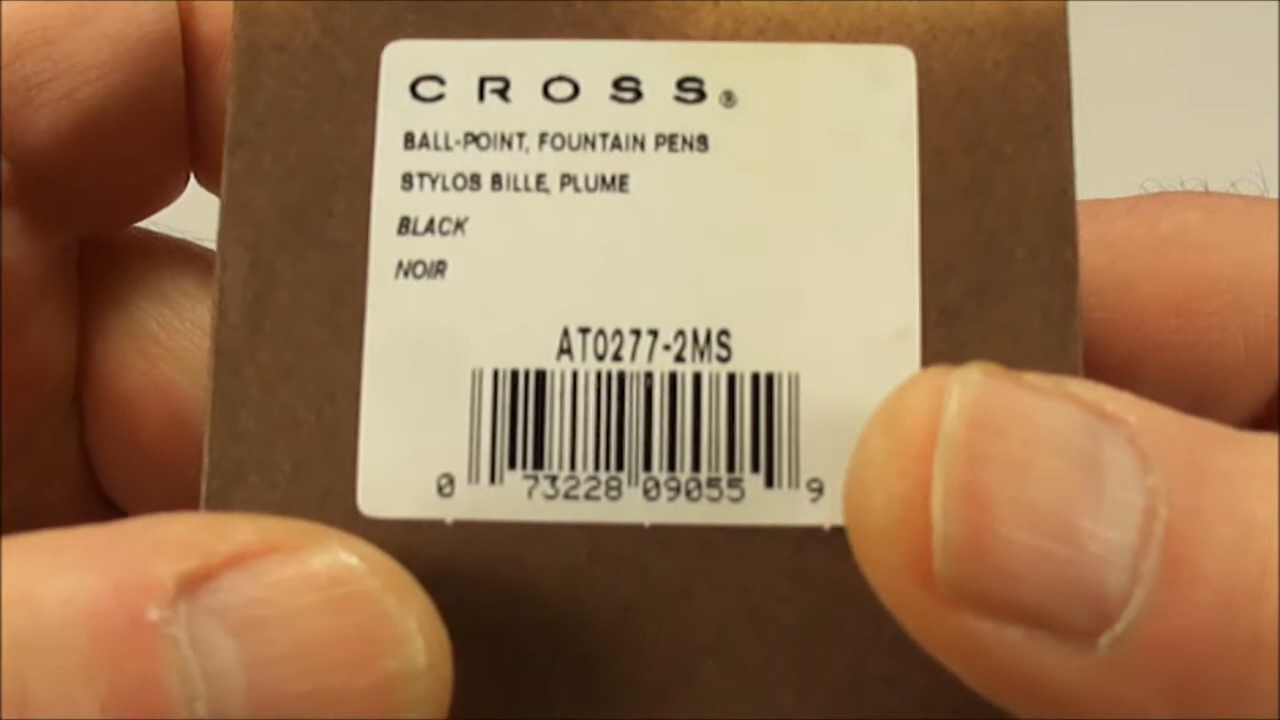 CROSS®
BALL-POINT, FOUNTAIN PENS
STYLOS BILLE, PLUME
BLACK
NOIR
AT0277-2MS
0 73228 09055 9